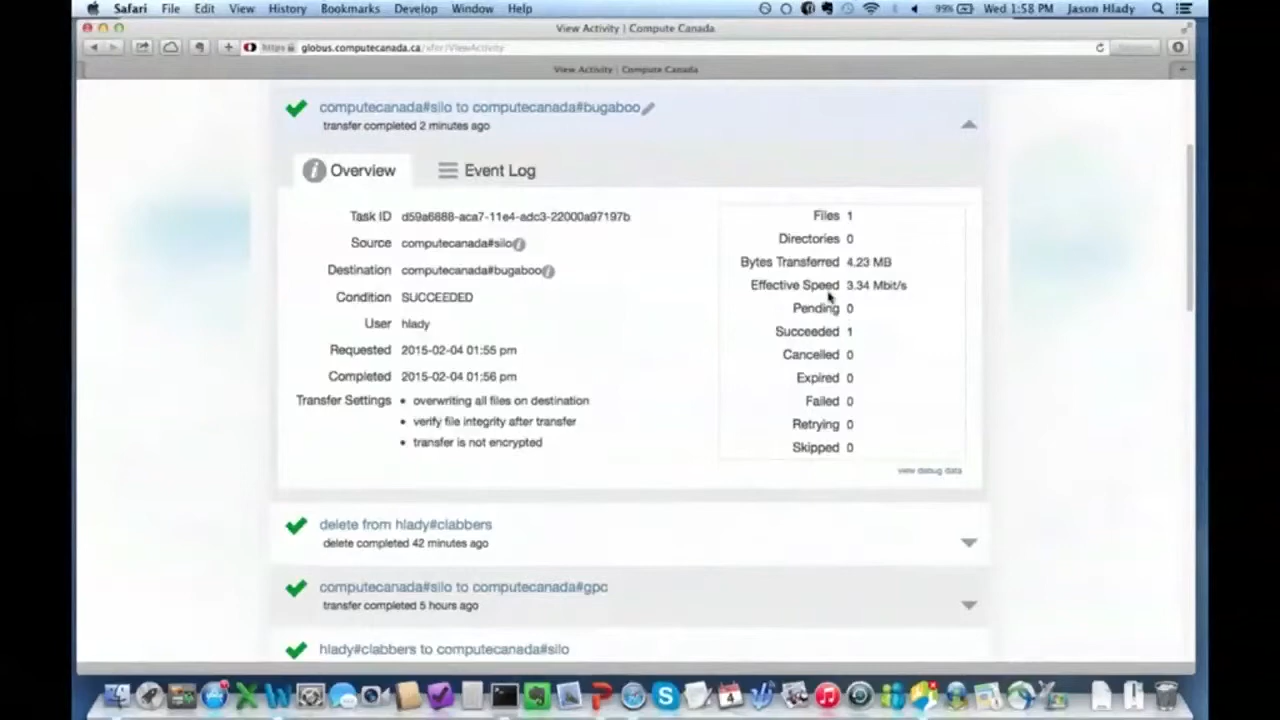 Safari File Edit View History Bookmarks Develop Window Help 99% Wed 1:58 PM Jason Hlady
View Activity | Compute Canada
https globus.computecanada.ca/xfer/ViewActivity
View Activity | Compute Canada
computecanada#silo to computecanada#bugaboo
transfer completed 2 minutes ago
Overview Event Log
Task ID d59a6888-aca7-11e4-adc3-22000a97197b
Source computecanada#silo
Destination computecanada#bugaboo
Condition SUCCEEDED
User hlady
Requested 2015-02-04 01:55 pm
Completed 2015-02-04 01:56 pm
Transfer Settings • overwriting all files on destination
• verify file integrity after transfer
• transfer is not encrypted
Files 1
Directories 0
Bytes Transferred 4.23 MB
Effective Speed 3.34 Mbit/s
Pending 0
Succeeded 1
Cancelled 0
Expired 0
Failed 0
Retrying 0
Skipped 0
view debug data
delete from hlady#clabbers
delete completed 42 minutes ago
computecanada#silo to computecanada#gpc
transfer completed 5 hours ago
hlady#clabbers to computecanada#silo